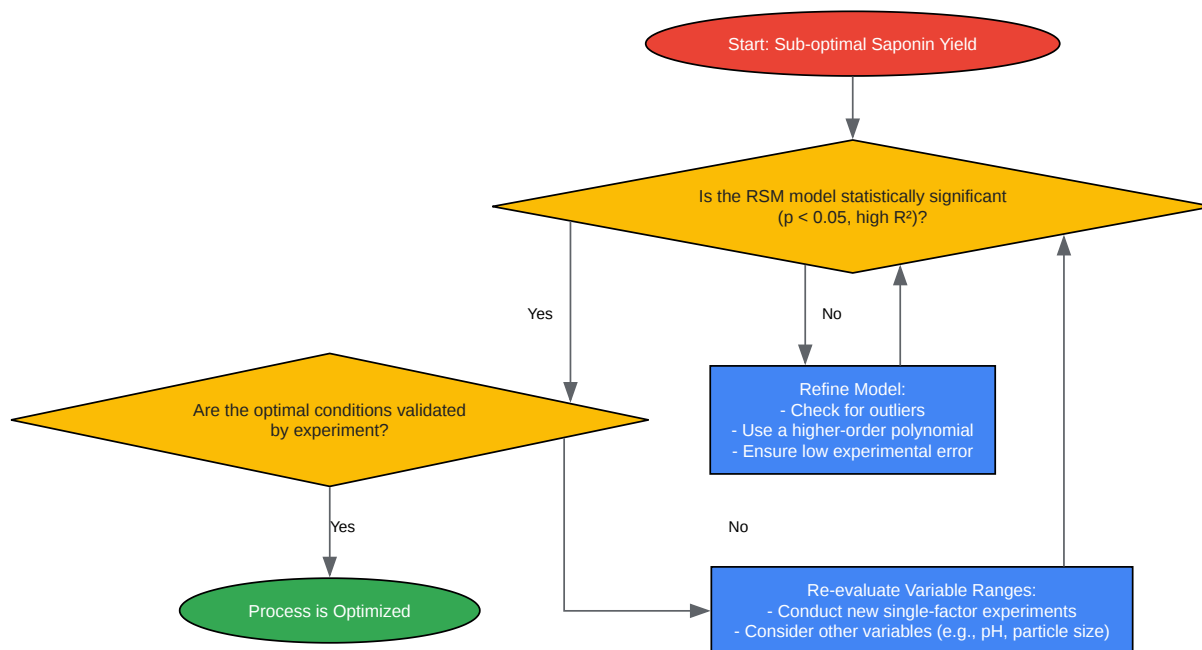 Start: Sub-optimal Saponin Yield
Is the RSM model statistically significant
(p < 0.05, high R²)?
Yes
No
Refine Model:
- Check for outliers
- Use a higher-order polynomial
- Ensure low experimental error
Are the optimal conditions validated
by experiment?
Yes
No
Process is Optimized
Re-evaluate Variable Ranges:
- Conduct new single-factor experiments
- Consider other variables (e.g., pH, particle size)